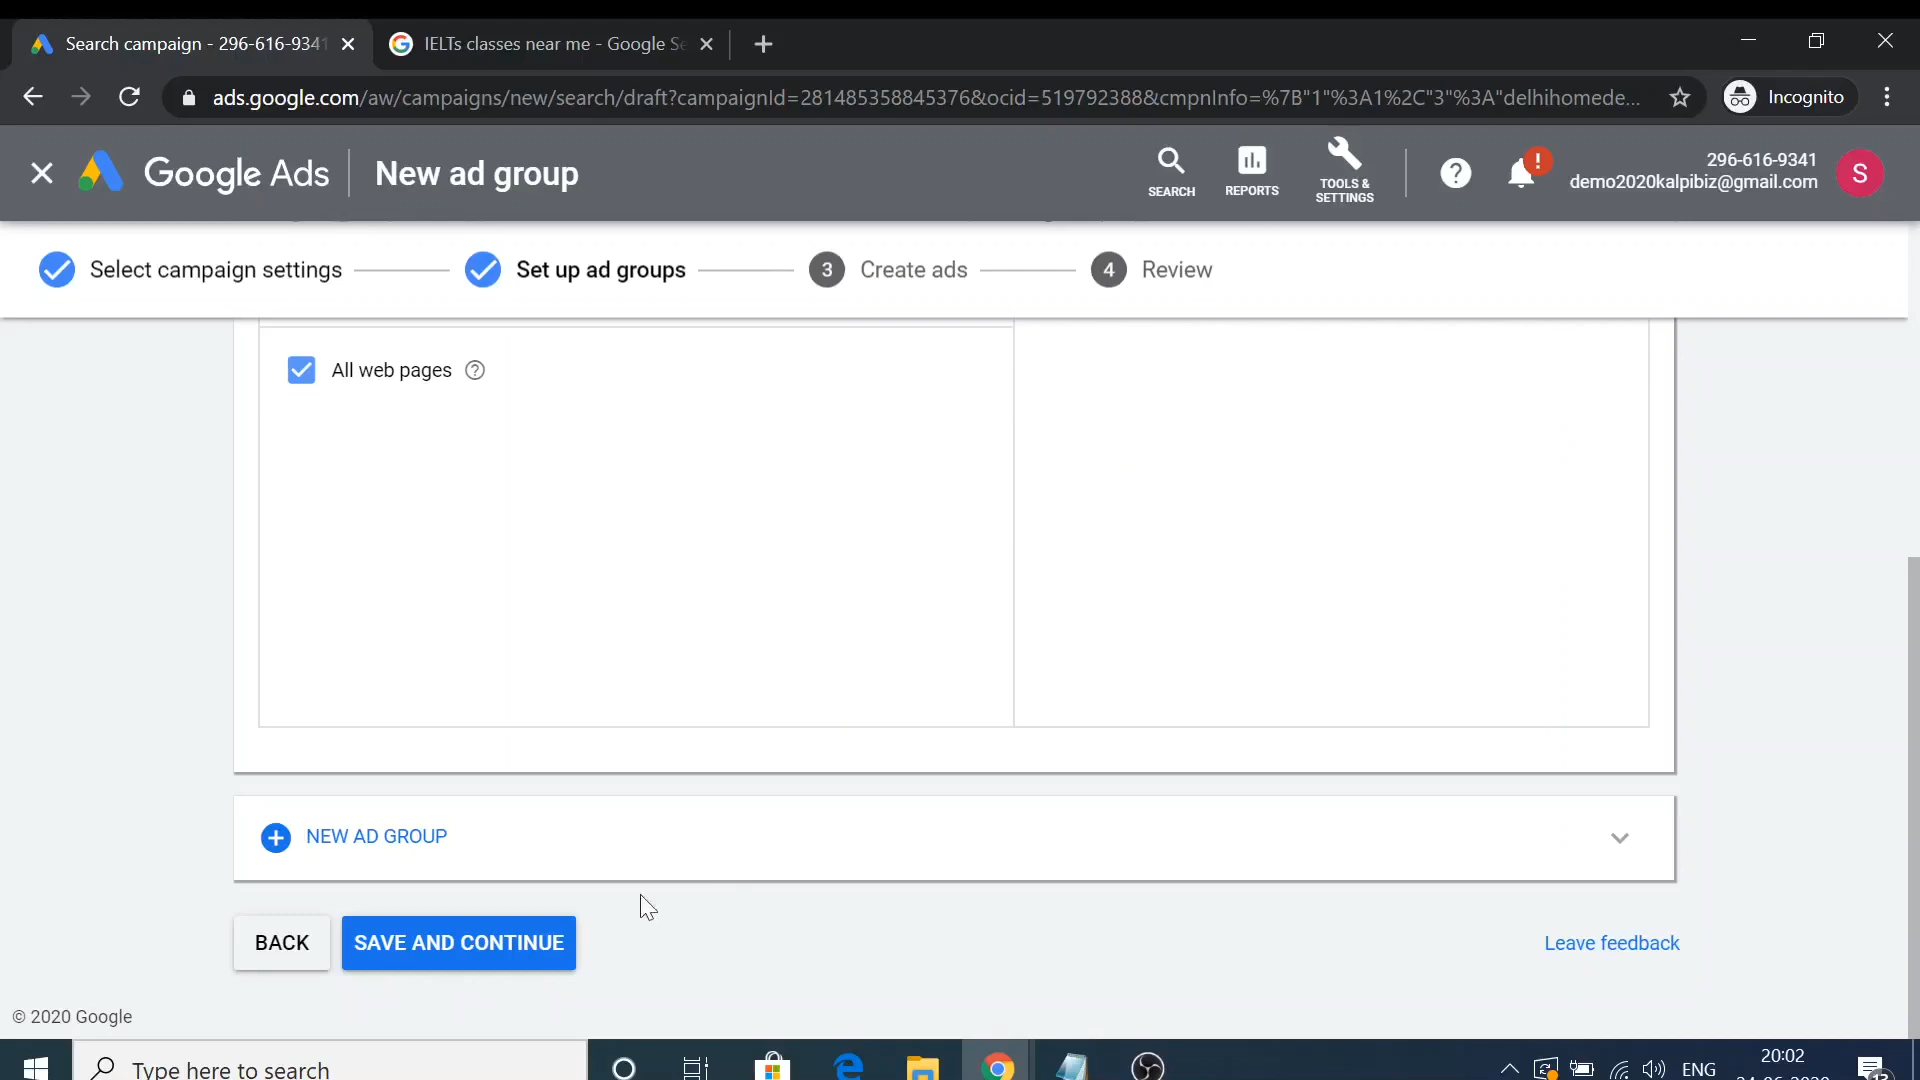 Search campaign - 296-616-9341
IELTs classes near me - Google Se
ads.google.com/aw/campaigns/new/search/draft?campaignId=281485358845376&ocid=519792388&cmpnInfo=%7B"1"%3A1%2C"3"%3A"delhihomede...
Incognito
Google Ads
New ad group
SEARCH
REPORTS
TOOLS &
SETTINGS
?
!
296-616-9341
demo2020kalpibiz@gmail.com
S
Select campaign settings
Set up ad groups
3
Create ads
4
Review
All web pages
?
NEW AD GROUP
BACK
SAVE AND CONTINUE
Leave feedback
© 2020 Google
Type here to search
ENG
20:02